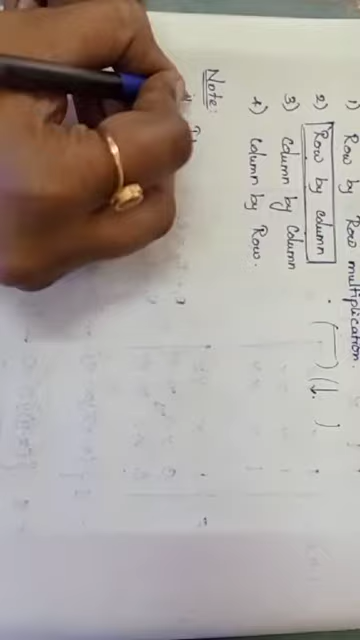 1) Row by Row multiplication.
2) Row by column . (→) (↓. )
3) Column by Column
4) Column by Row.
Note: